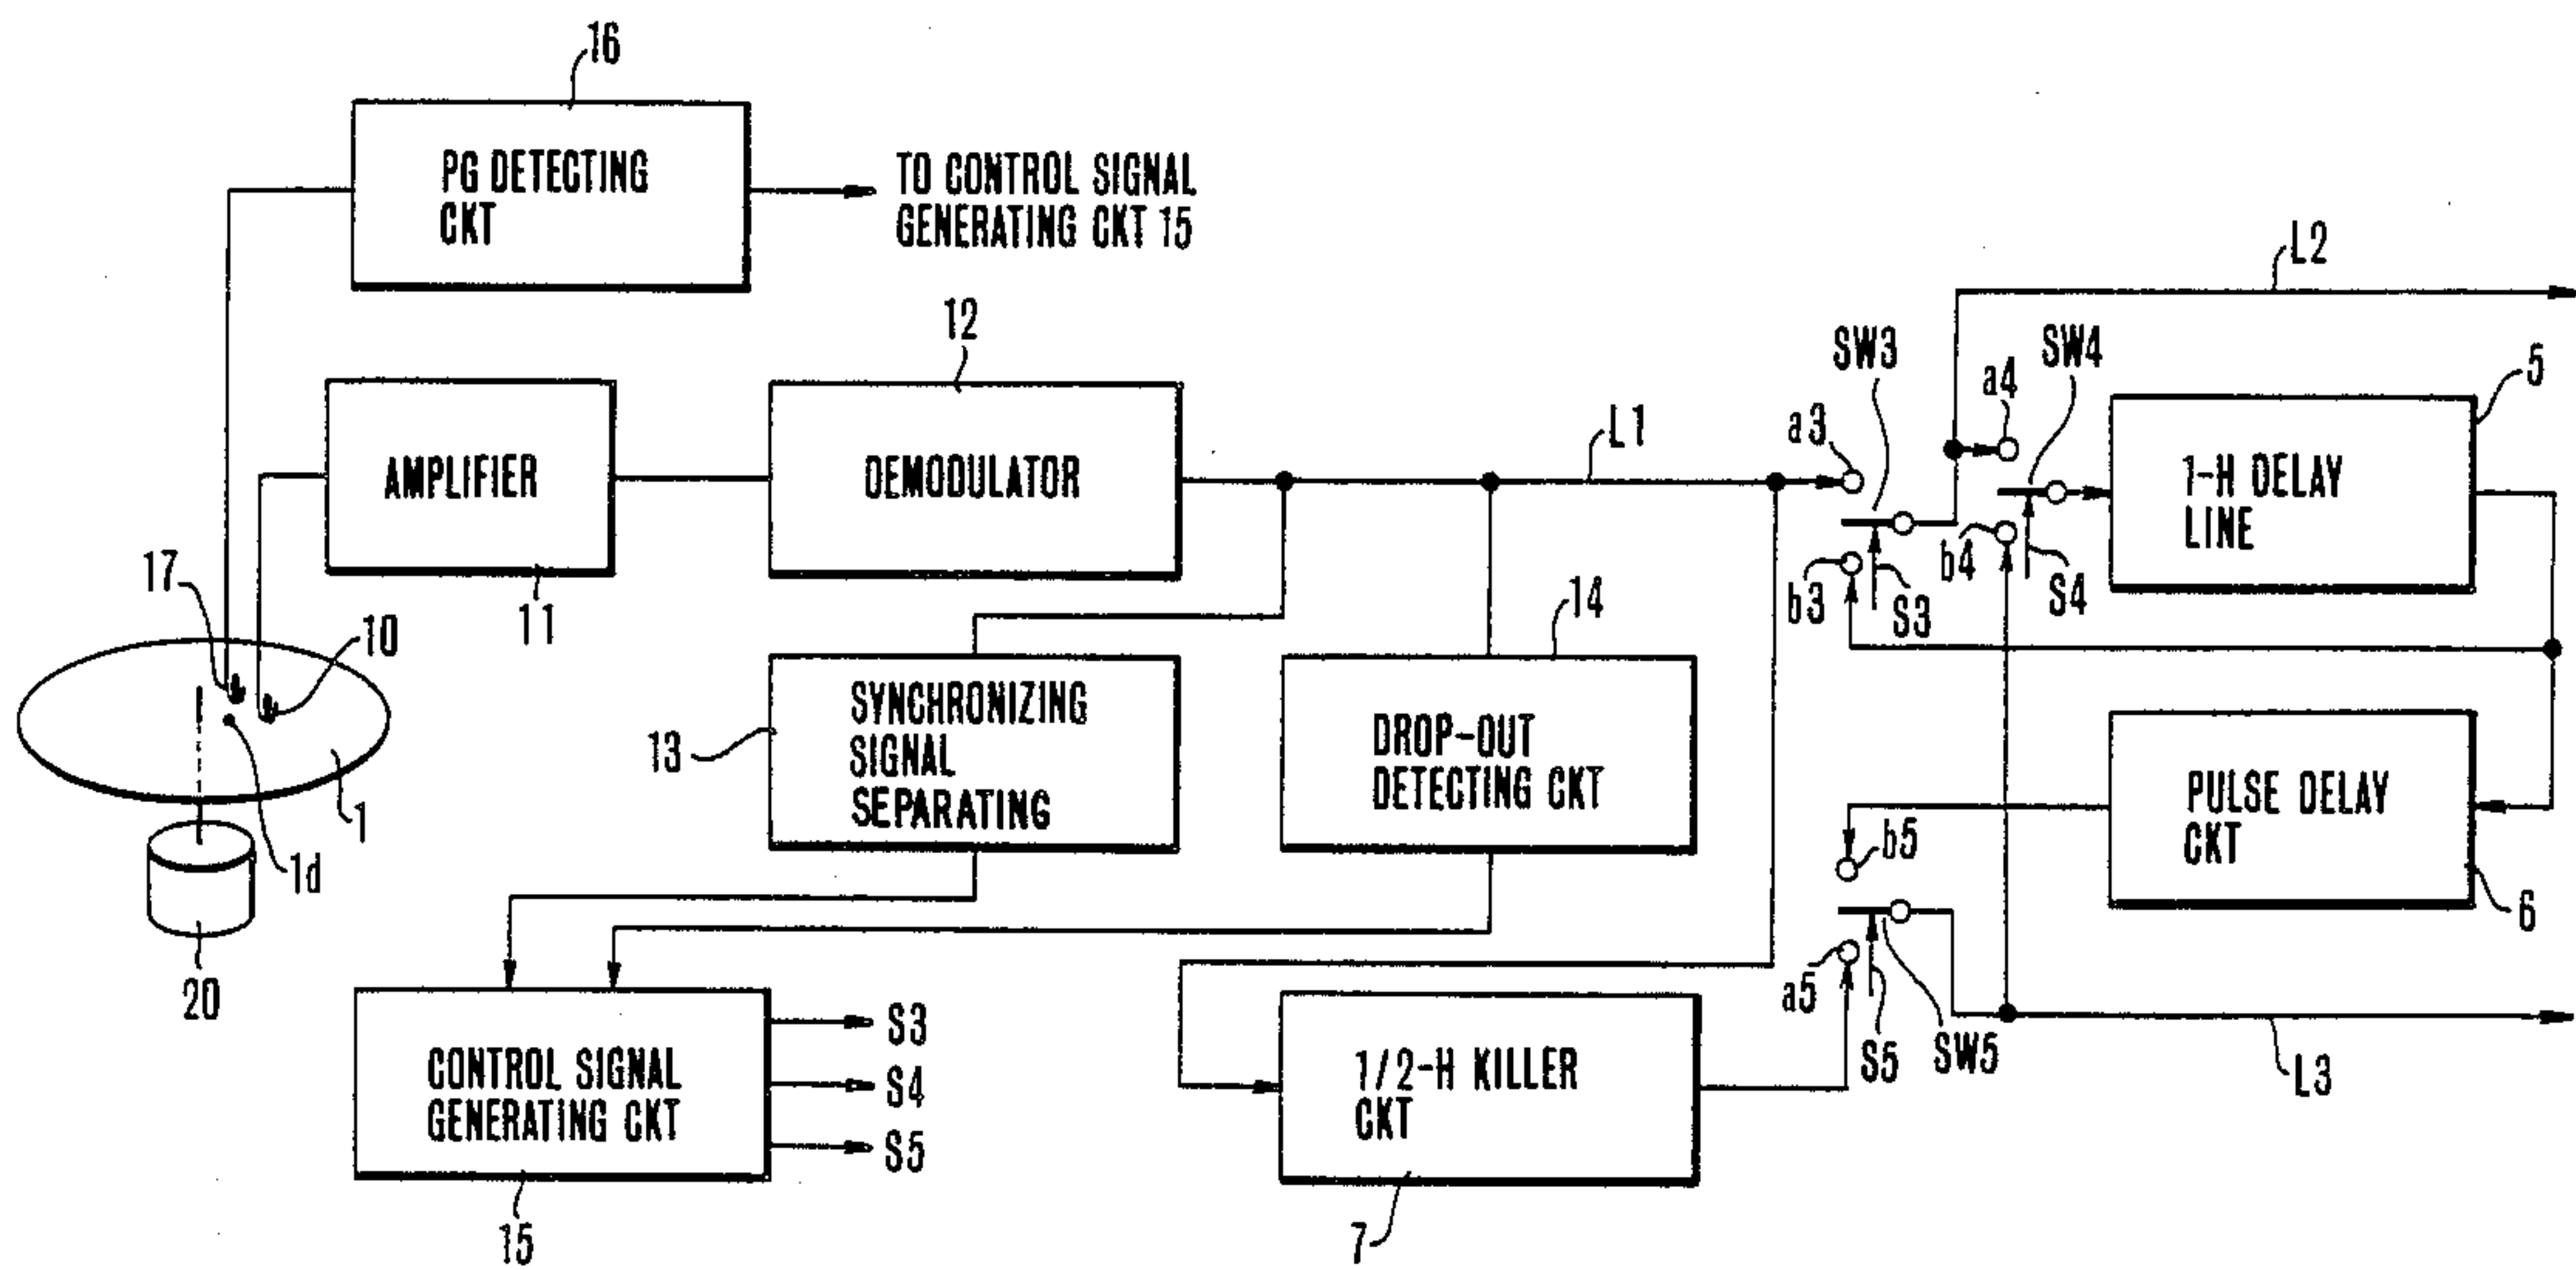 16
PG DETECTING
CKT
TO CONTROL SIGNAL
GENERATING CKT 15
L2
12
SW3
SW4
a4
5
AMPLIFIER
DEMODULATOR
L1
a3
1-H DELAY
LINE
17
10
11
14
b3
S3
b4
S4
13
SYNCHRONIZING
SIGNAL
SEPARATING
DROP-OUT
DETECTING CKT
PULSE DELAY
CKT
1
1d
b5
6
20
CONTROL SIGNAL
GENERATING CKT
S3
S4
S5
1/2-H KILLER
CKT
a5
S5
SW5
L3
15
7